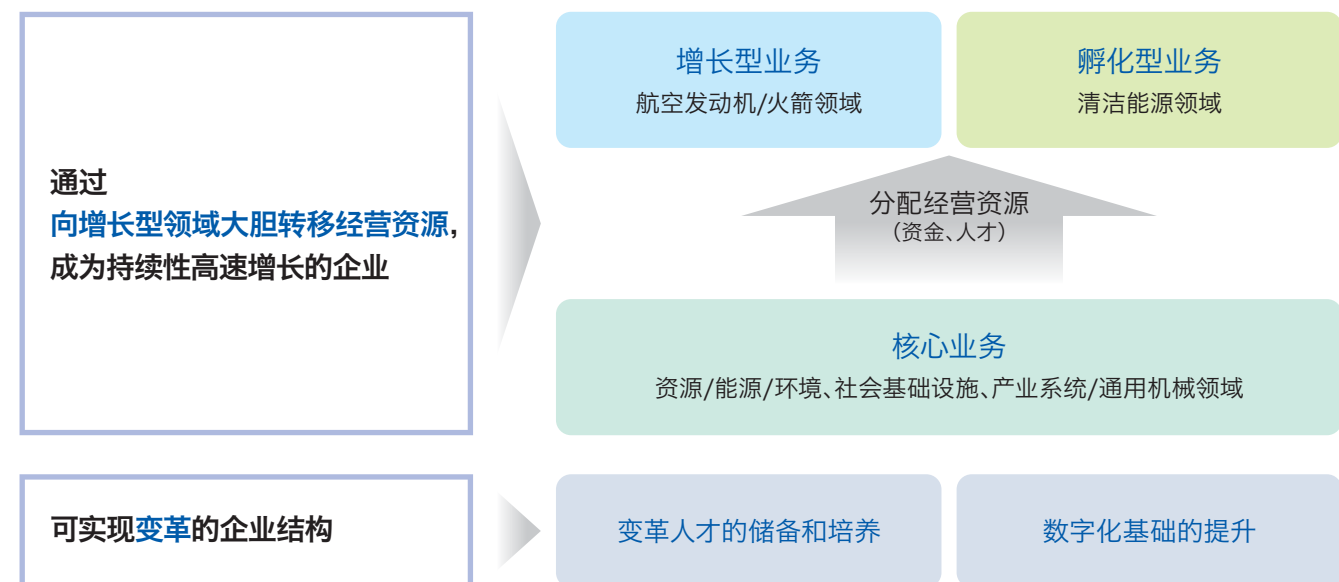 通过
向增长型领域大胆转移经营资源，
成为持续性高速增长的企业
增长型业务
航空发动机/火箭领域
孵化型业务
清洁能源领域
分配经营资源
（资金、人才）
核心业务
资源/能源/环境、社会基础设施、产业系统/通用机械领域
可实现变革的企业结构
变革人才的储备和培养
数字化基础的提升